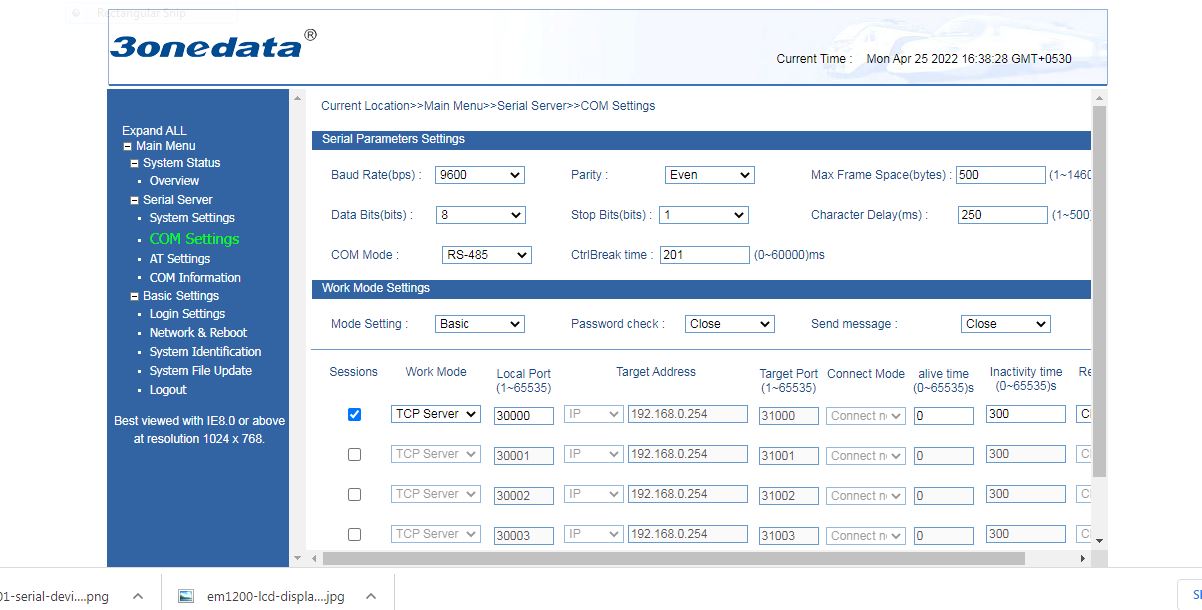 Rectangular Snip
3onedata®
Current Time : Mon Apr 25 2022 16:38:28 GMT+0530
Expand ALL
Main Menu
System Status
Overview
Serial Server
System Settings
COM Settings
AT Settings
COM Information
Basic Settings
Login Settings
Network & Reboot
System Identification
System File Update
Logout
Best viewed with IE8.0 or above
at resolution 1024 x 768.
Current Location>>Main Menu>>Serial Server>>COM Settings
Serial Parameters Settings
Baud Rate(bps) : 9600 Parity : Even Max Frame Space(bytes) : 500 (1~1460
Data Bits(bits) : 8 Stop Bits(bits) : 1 Character Delay(ms) : 250 (1~500)
COM Mode : RS-485 CtrlBreak time : 201 (0~60000)ms
Work Mode Settings
Mode Setting : Basic Password check : Close Send message : Close
Sessions Work Mode Local Port (1~65535) Target Address Target Port (1~65535) Connect Mode alive time (0~65535)s Inactivity time (0~65535)s Re
TCP Server 30000 IP 192.168.0.254 31000 Connect n 0 300 C
TCP Server 30001 IP 192.168.0.254 31001 Connect n 0 300 C
TCP Server 30002 IP 192.168.0.254 31002 Connect n 0 300 C
TCP Server 30003 IP 192.168.0.254 31003 Connect n 0 300 C
01-serial-devi....png em1200-lcd-displa....jpg S